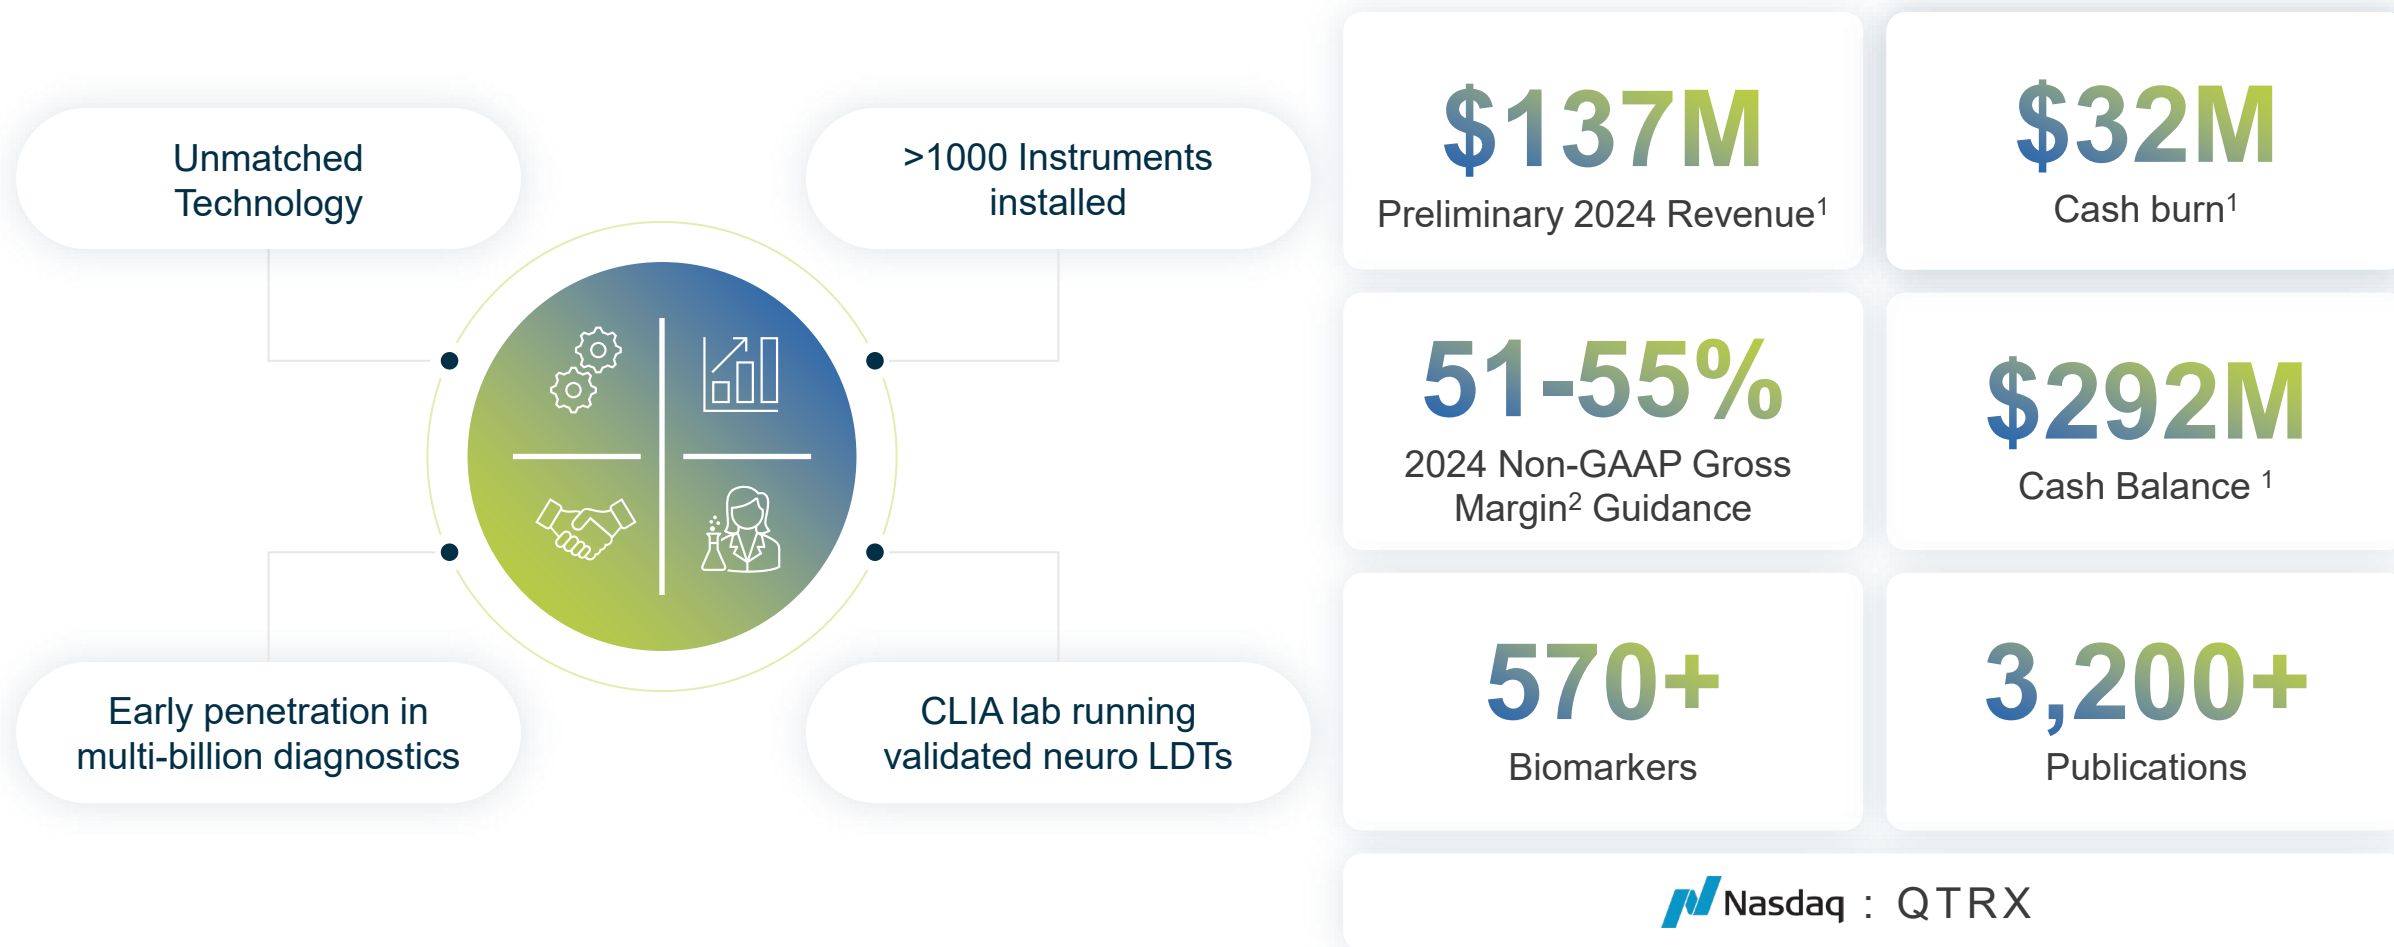 Unmatched
Technology
>1000 Instruments
installed
Early penetration in
multi-billion diagnostics
CLIA lab running
validated neuro LDTs
$137M
Preliminary 2024 Revenue¹
$32M
Cash burn¹
51-55%
2024 Non-GAAP Gross
Margin² Guidance
$292M
Cash Balance ¹
570+
Biomarkers
3,200+
Publications
Nasdaq : QTRX